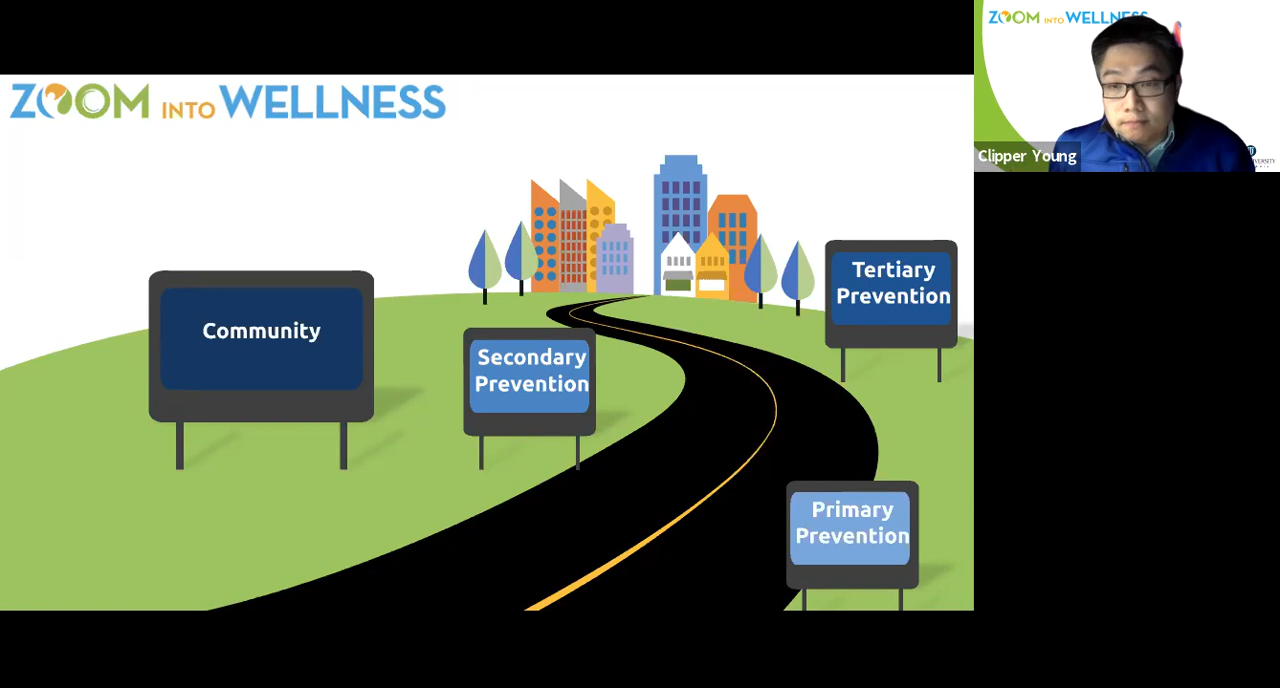 ZOOM INTO WELLNESS
Community
Secondary
Prevention
Tertiary
Prevention
Primary
Prevention
ZOOM INTO WELLNESS
Clipper Young